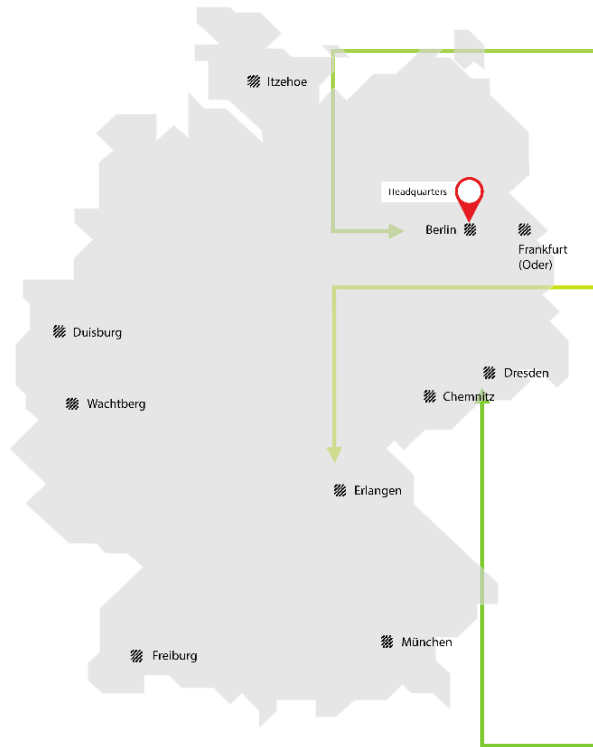 Itzehoe
Headquarters
Berlin
Frankfurt
(Oder)
Duisburg
Dresden
Chemnitz
Wachtberg
Erlangen
München
Freiburg